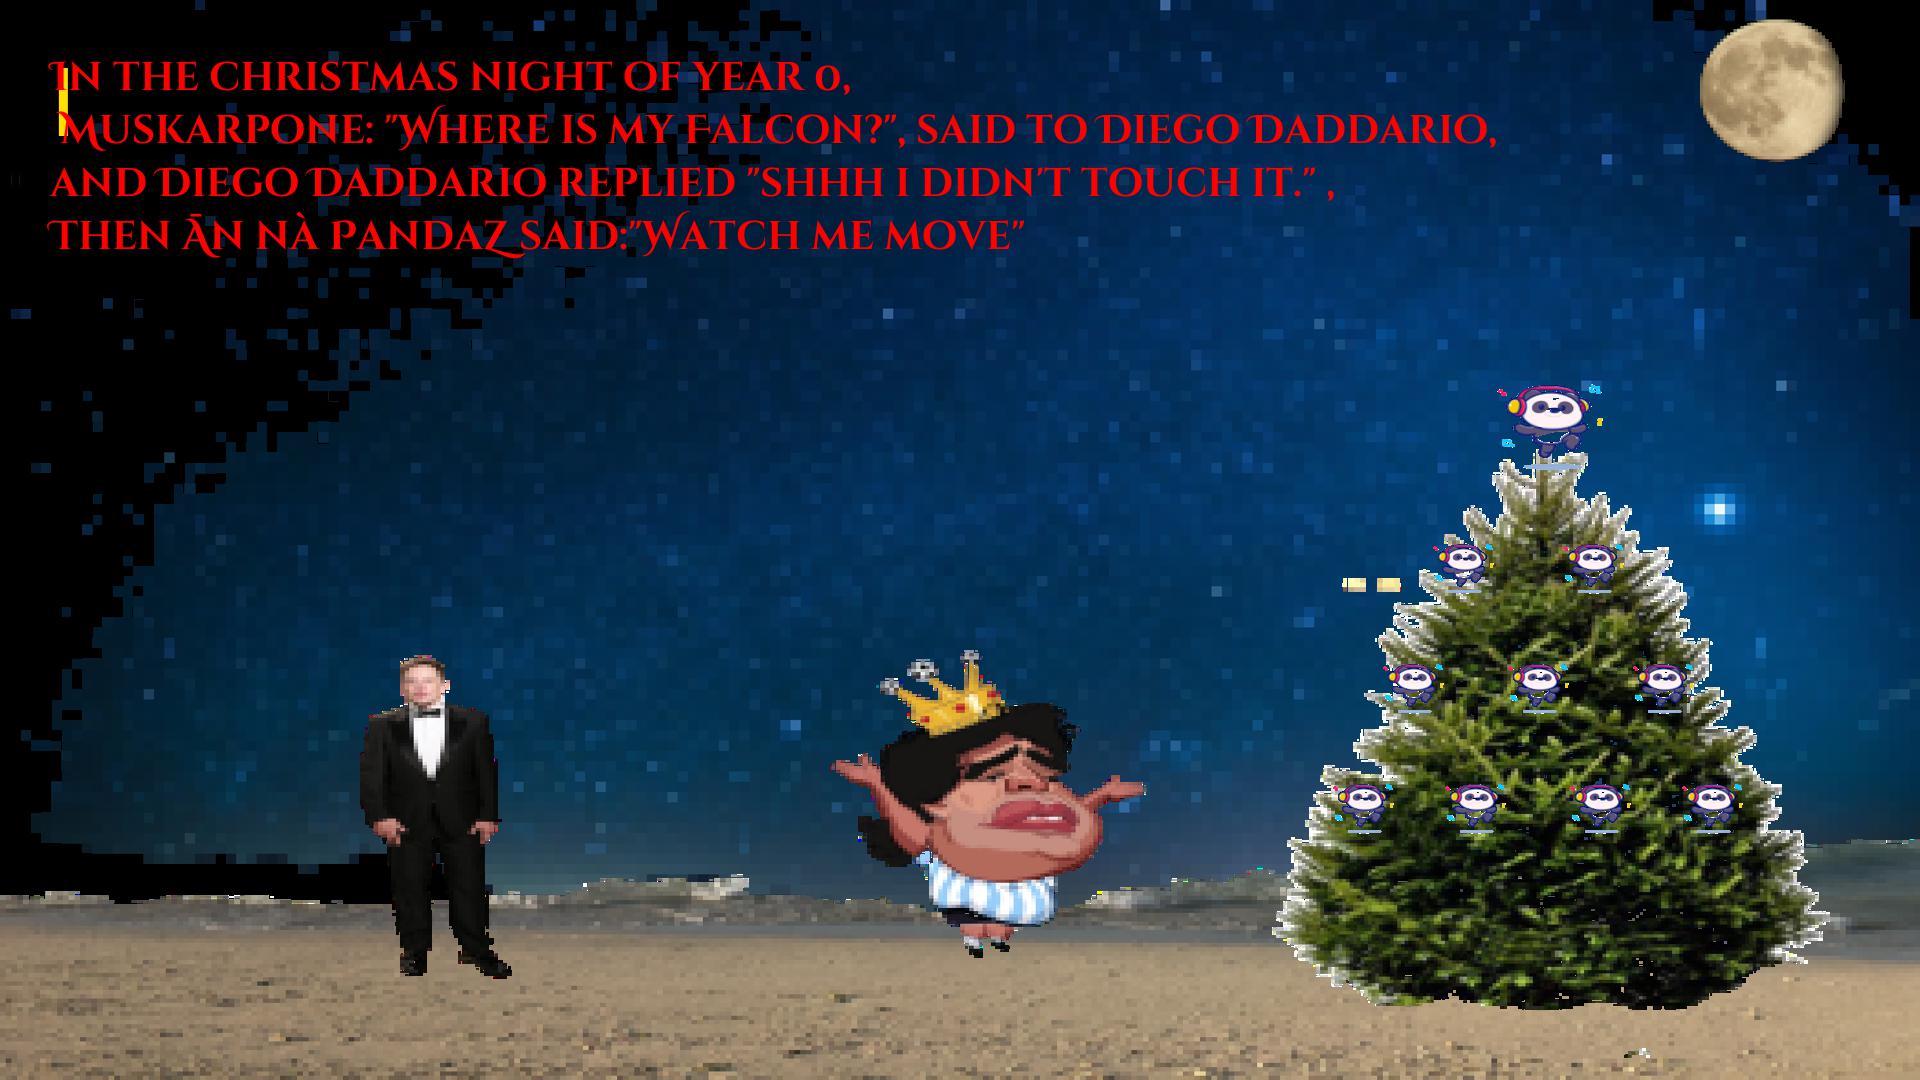 In the Christmas night of year 0,
Muskarpone: "Where is my Falcon?", said to Diego Daddario,
and Diego Daddario replied "shhh i didn't touch it." ,
Then Ān nà PandaZ said:"Watch me move"